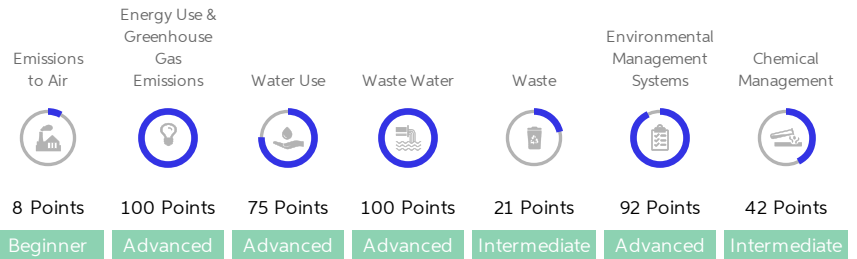 Emissions
to Air
8 Points
Beginner
Energy Use &
Greenhouse
Gas
Emissions
100 Points
Advanced
Water Use
75 Points
Advanced
Waste Water
100 Points
Advanced
Waste
21 Points
Intermediate
Environmental
Management
Systems
92 Points
Advanced
Chemical
Management
42 Points
Intermediate